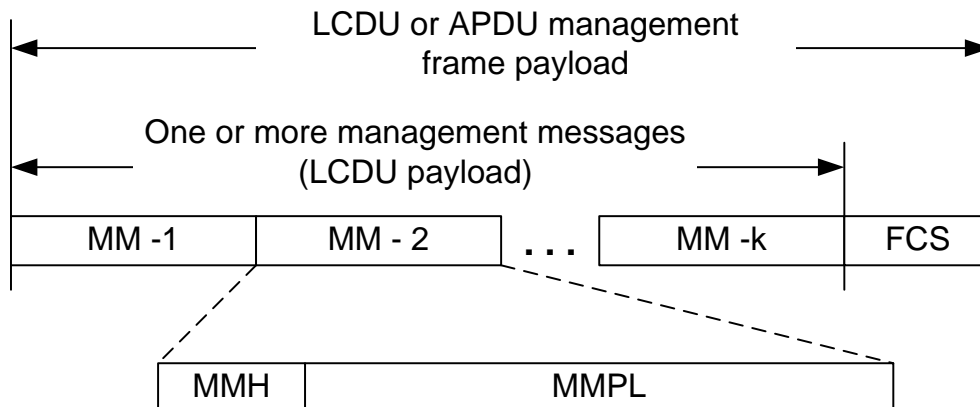 LCDU or APDU management
frame payload
One or more management messages
(LCDU payload)
MM -1 MM - 2 . . . MM -k FCS
MMH MMPL